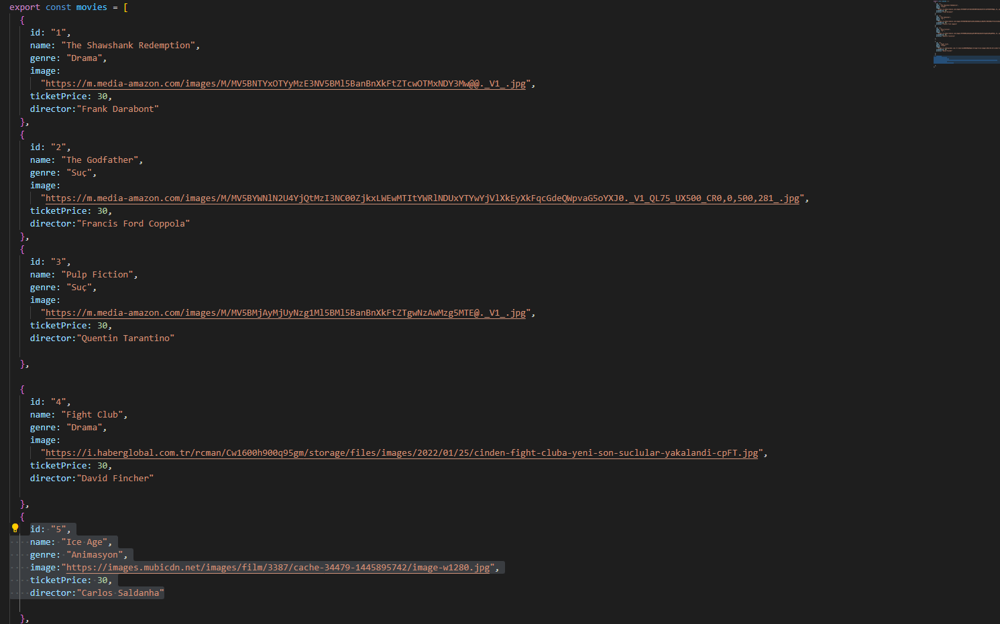 export const movies = [
{
id: "1",
name: "The Shawshank Redemption",
genre: "Drama",
image:
"https://m.media-amazon.com/images/M/MV5BNTYxOTYyMzE3NV5BMl5BanBnXkFtZTcwOTMxNDY3Mw@@._V1_.jpg",
ticketPrice: 30,
director:"Frank Darabont"
},
{
id: "2",
name: "The Godfather",
genre: "Suç",
image:
"https://m.media-amazon.com/images/M/MV5BYWNlN2U4YjQtMzI3NC00ZjkxLWEwMTItYWRlNDUxYTYwYjVlXkEyXkFqcGdeQWpvaG5oYXJ0._V1_QL75_UX500_CR0,0,500,281_.jpg",
ticketPrice: 30,
director:"Francis Ford Coppola"
},
{
id: "3",
name: "Pulp Fiction",
genre: "Suç",
image:
"https://m.media-amazon.com/images/M/MV5BMjAyMjUyNzg1Ml5BMl5BanBnXkFtZTgwNzAwMzg5MTE@._V1_.jpg",
ticketPrice: 30,
director:"Quentin Tarantino"
},
{
id: "4",
name: "Fight Club",
genre: "Drama",
image:
"https://i.haberglobal.com.tr/rcman/Cw1600h900q95gm/storage/files/images/2022/01/25/cinden-fight-cluba-yeni-son-suclular-yakalandi-cpFT.jpg",
ticketPrice: 30,
director:"David Fincher"
},
{
id: "5",
name: "Ice Age",
genre: "Animasyon",
image:"https://images.mubicdn.net/images/film/3387/cache-34479-1445895742/image-w1280.jpg",
ticketPrice: 30,
director:"Carlos Saldanha"
},